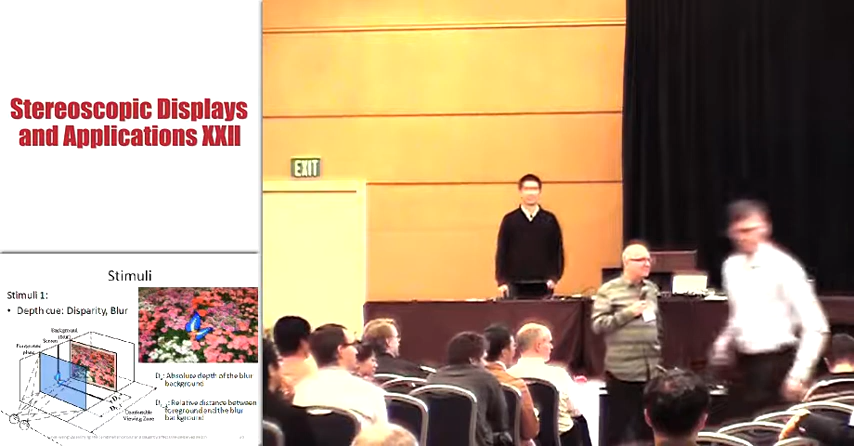 Stereoscopic Displays
and Applications XXII
EXIT
Stimuli
Stimuli 1:
• Depth cue: Disparity, Blur
Background
Screen
plane
: Absolute depth of the blur
background
: Relative distance between
foreground and the blur
background
Comfortable
Viewing Zone